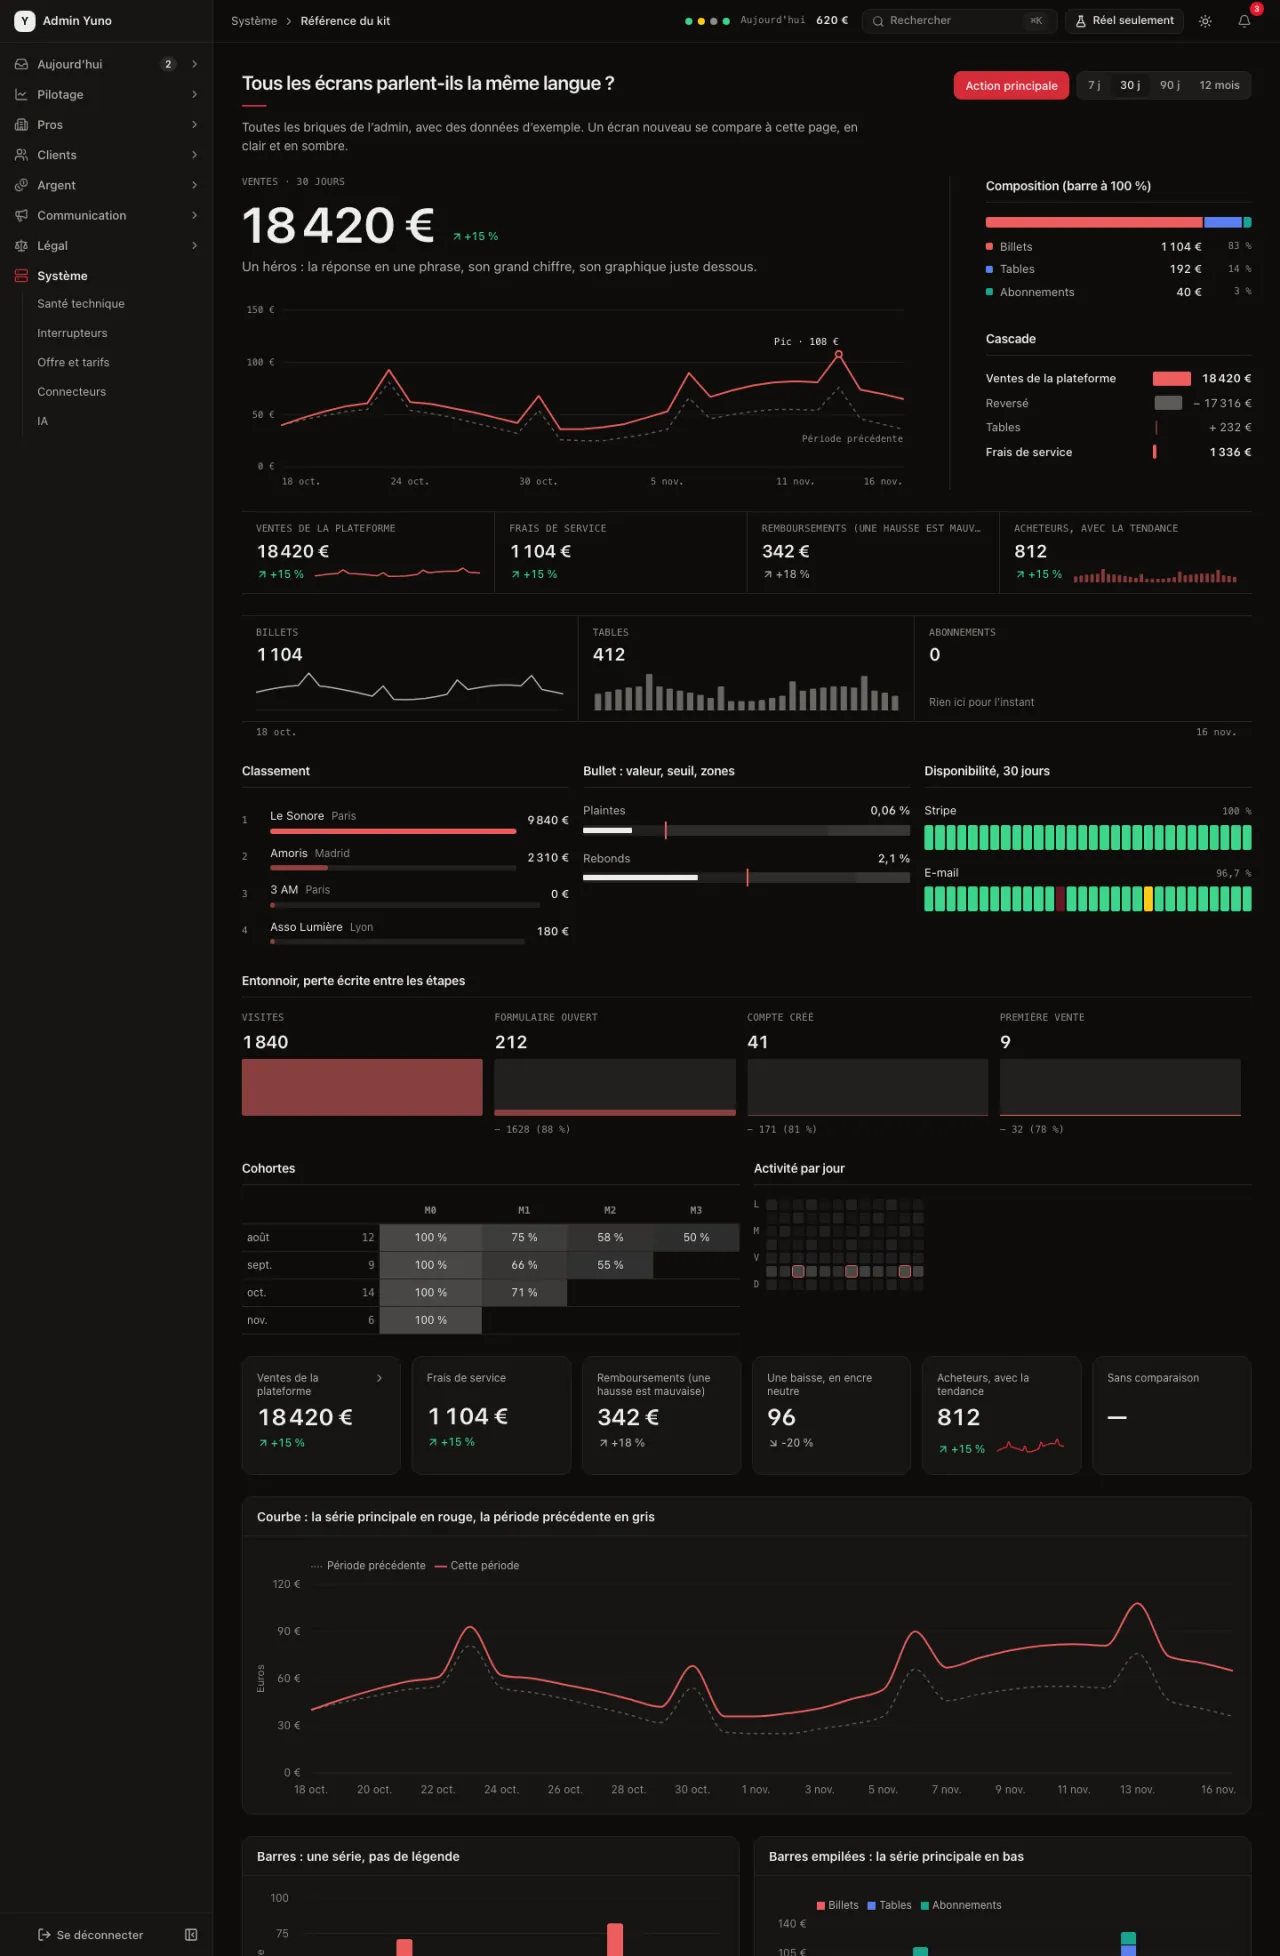 Y Admin Yuno
Système > Référence du kit
Aujourd'hui 620 €
Rechercher ⌘K
Réel seulement
3
Aujourd'hui 2
Pilotage
Pros
Clients
Argent
Communication
Légal
Système
Santé technique
Interrupteurs
Offre et tarifs
Connecteurs
IA
Se déconnecter
Tous les écrans parlent-ils la même langue ?
Action principale
7 j 30 j 90 j 12 mois
Toutes les briques de l'admin, avec des données d'exemple. Un écran nouveau se compare à cette page, en
clair et en sombre.
VENTES · 30 JOURS
18 420 € ↗ +15 %
Un héros : la réponse en une phrase, son grand chiffre, son graphique juste dessous.
150 €
100 €
50 €
0 €
Pic · 108 €
Période précédente
18 oct. 24 oct. 30 oct. 5 nov. 11 nov. 16 nov.
Composition (barre à 100 %)
Billets 1 104 € 83 %
Tables 192 € 14 %
Abonnements 40 € 3 %
Cascade
Ventes de la plateforme 18 420 €
Reversé − 17 316 €
Tables + 232 €
Frais de service 1 336 €
VENTES DE LA PLATEFORME
18 420 €
↗ +15 %
FRAIS DE SERVICE
1 104 €
↗ +15 %
REMBOURSEMENTS (UNE HAUSSE EST MAUV…
342 €
↗ +18 %
ACHETEURS, AVEC LA TENDANCE
812
↗ +15 %
BILLETS
1 104
TABLES
412
ABONNEMENTS
0
Rien ici pour l'instant
18 oct. 16 nov.
Classement
1 Le Sonore Paris 9 840 €
2 Amoris Madrid 2 310 €
3 3 AM Paris 0 €
4 Asso Lumière Lyon 180 €
Bullet : valeur, seuil, zones
Plaintes 0,06 %
Rebonds 2,1 %
Disponibilité, 30 jours
Stripe 100 %
E-mail 96,7 %
Entonnoir, perte écrite entre les étapes
VISITES
1 840
FORMULAIRE OUVERT
212
− 1628 (88 %)
COMPTE CRÉÉ
41
− 171 (81 %)
PREMIÈRE VENTE
9
− 32 (78 %)
Cohortes
M0 M1 M2 M3
août 12 100 % 75 % 58 % 50 %
sept. 9 100 % 66 % 55 %
oct. 14 100 % 71 %
nov. 6 100 %
Activité par jour
L
M
V
D
Ventes de la
plateforme
18 420 €
↗ +15 %
Frais de service
1 104 €
↗ +15 %
Remboursements (une
hausse est mauvaise)
342 €
↗ +18 %
Une baisse, en encre
neutre
96
↘ -20 %
Acheteurs, avec la
tendance
812
↗ +15 %
Sans comparaison
—
Courbe : la série principale en rouge, la période précédente en gris
Période précédente Cette période
120 €
90 €
60 €
30 €
0 €
Euros
18 oct. 20 oct. 22 oct. 24 oct. 26 oct. 28 oct. 30 oct. 1 nov. 3 nov. 5 nov. 7 nov. 9 nov. 11 nov. 13 nov. 16 nov.
Barres : une série, pas de légende
100
75
Barres empilées : la série principale en bas
Billets Tables Abonnements
140 €
105 €